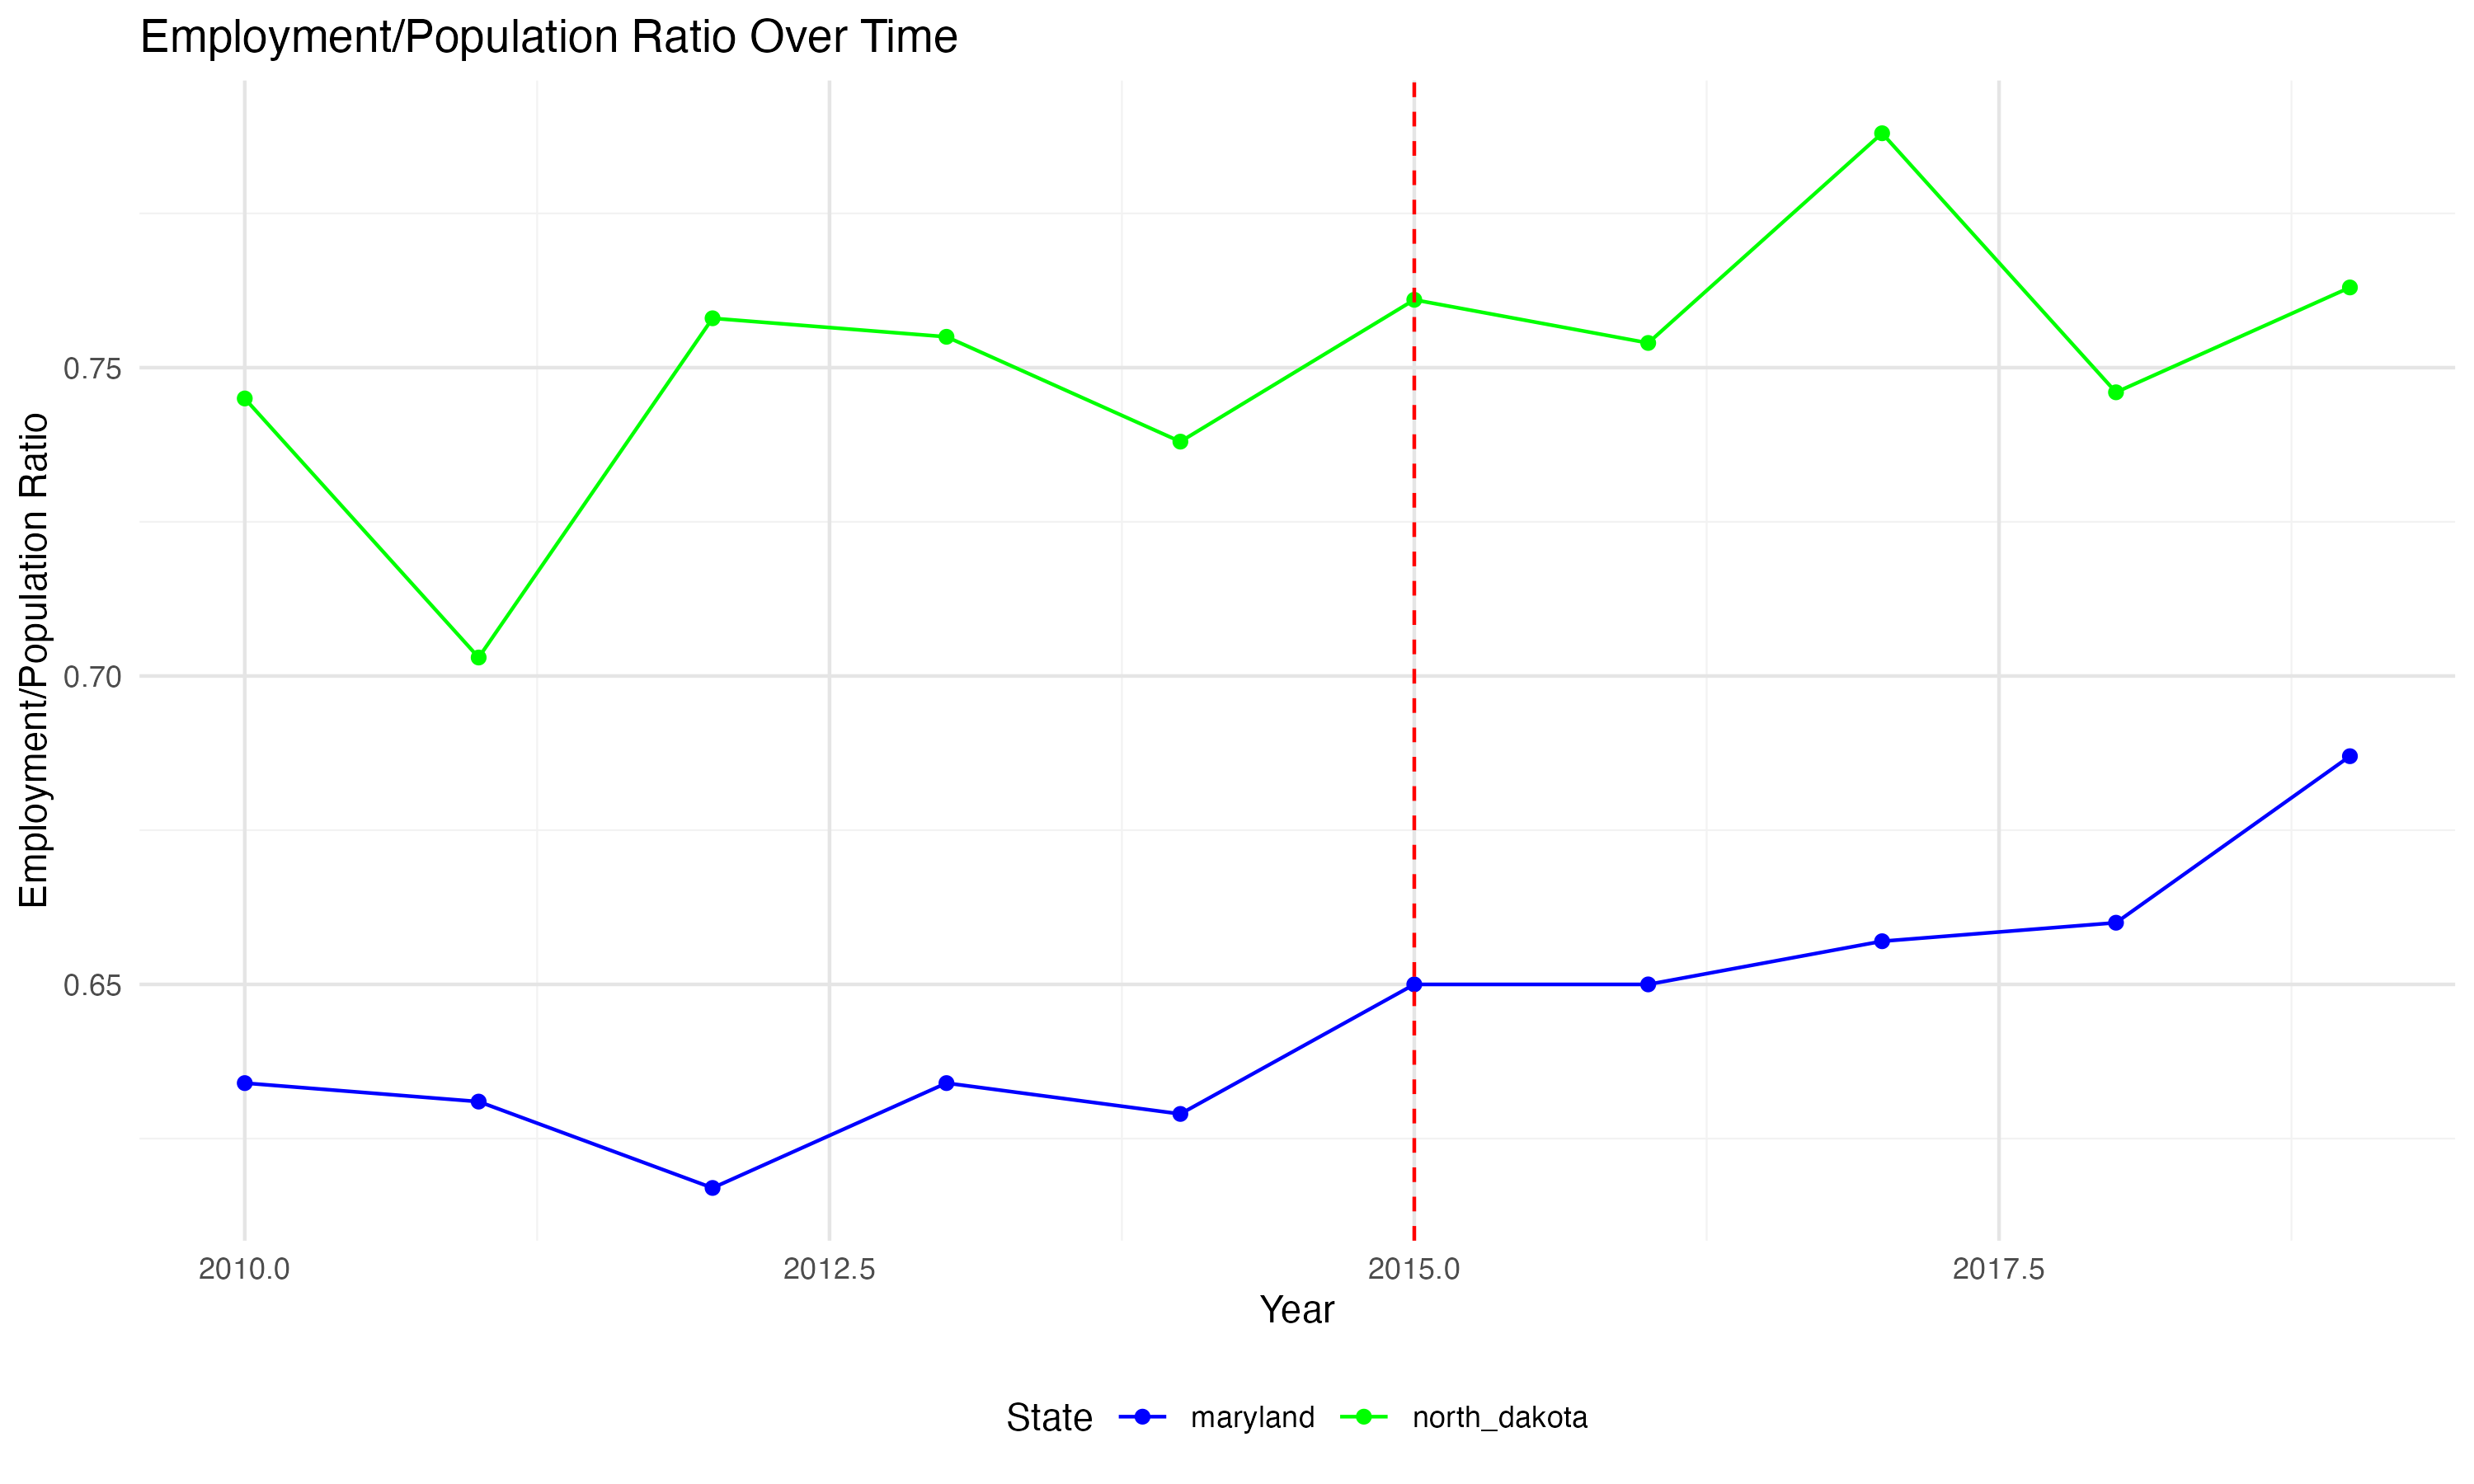 Employment/Population Ratio Over Time
Employment/Population Ratio
0.75
0.70
0.65
2010.0 2012.5 2015.0 2017.5
Year
State maryland north_dakota